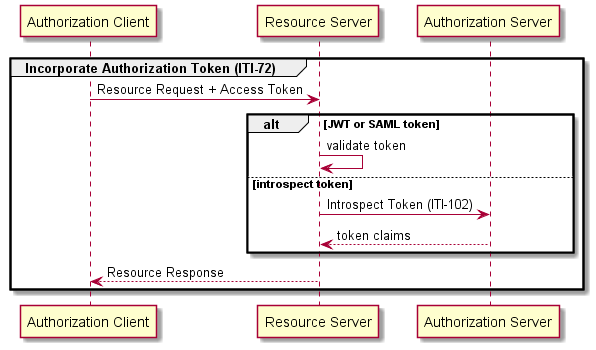 Authorization Client
Resource Server
Authorization Server
Incorporate Authorization Token (ITI-72)
Resource Request + Access Token
alt
[JWT or SAML token]
validate token
[introspect token]
Introspect Token (ITI-102)
token claims
Resource Response
Authorization Client
Resource Server
Authorization Server